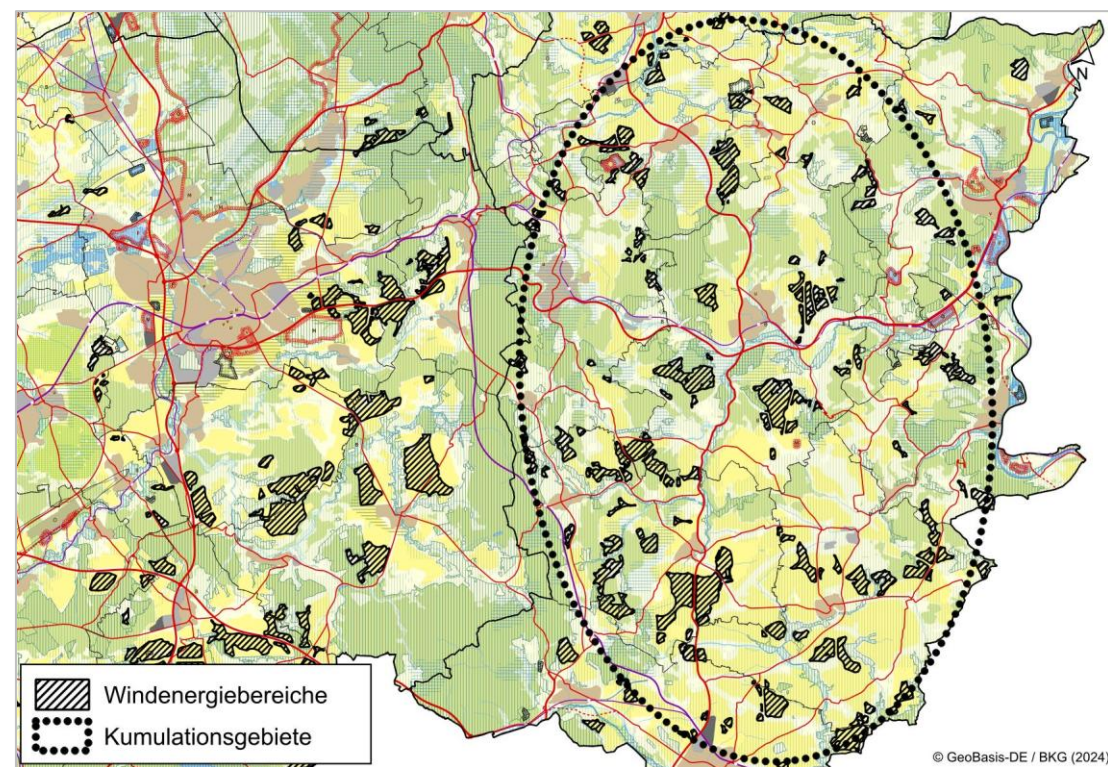 N
Windenergiebereiche
Kumulationsgebiete
© GeoBasis-DE / BKG (2024)